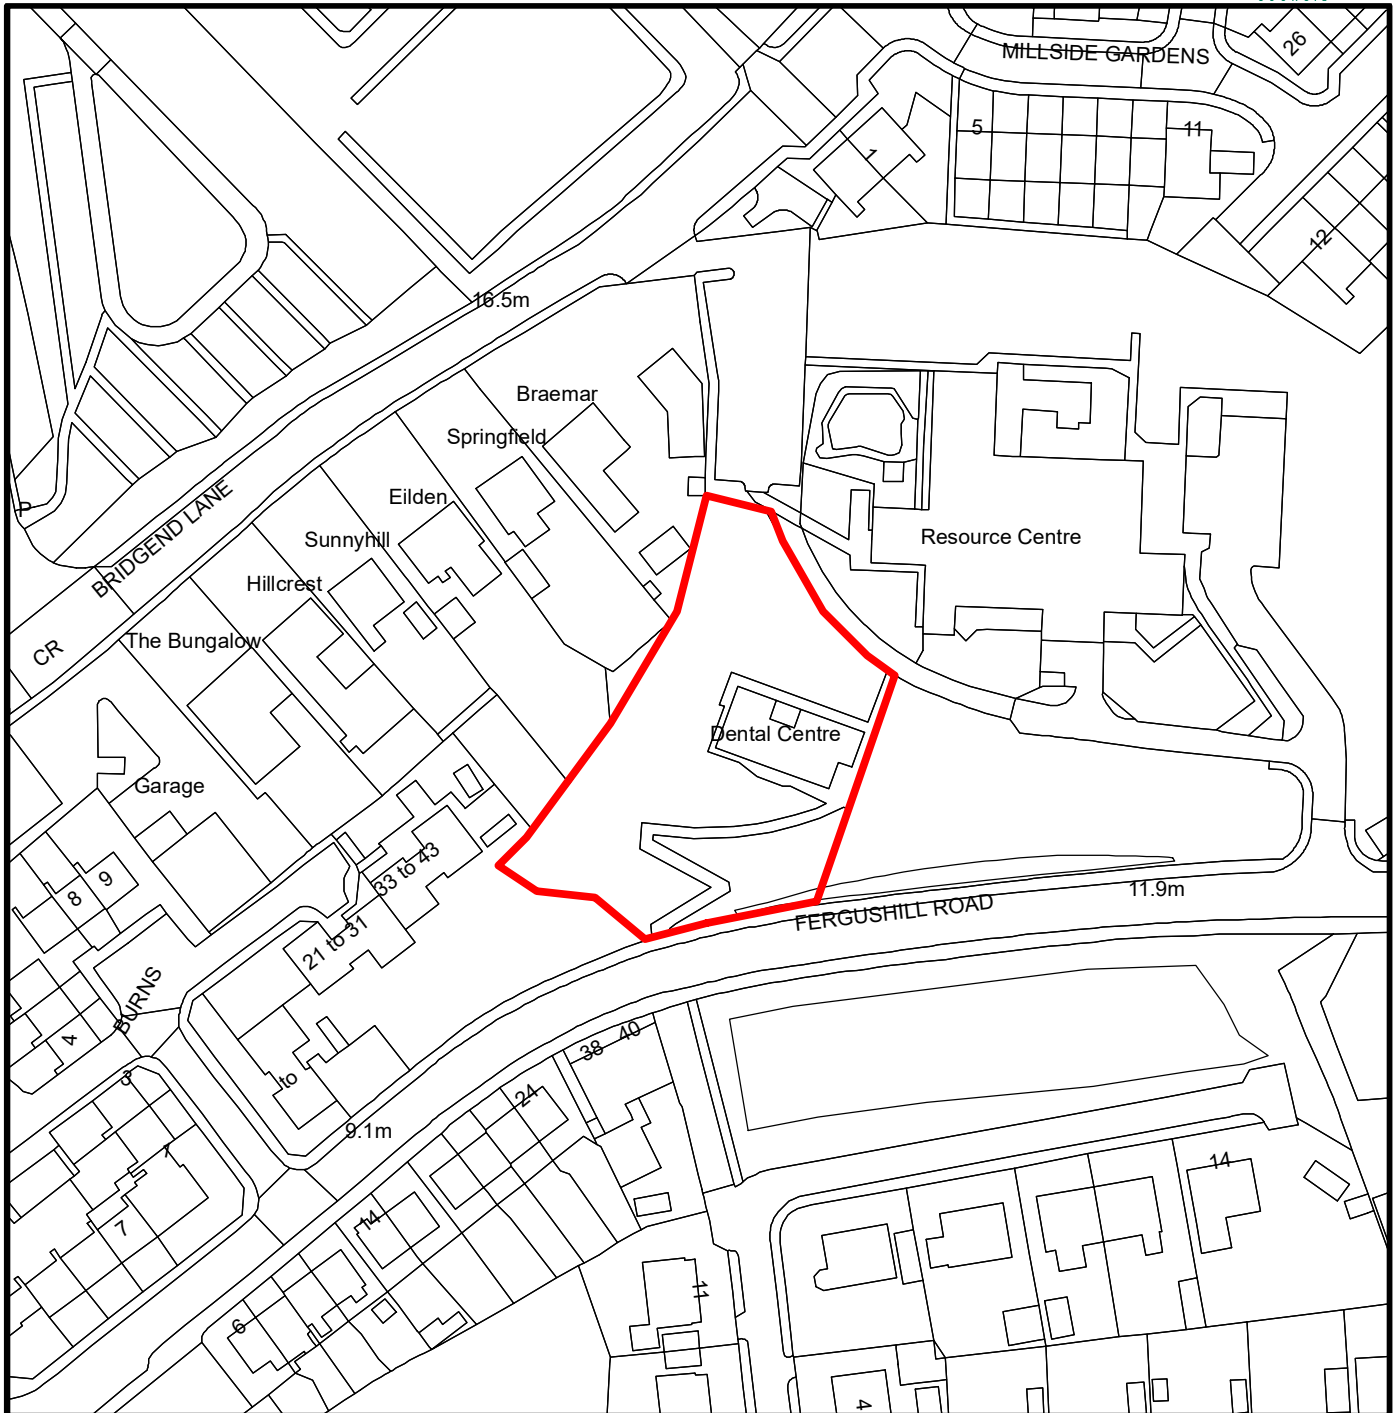 MILLSIDE GARDENS
26
5
11
1
12
16.5m
Braemar
Springfield
Eilden
P
BRIDGEND LANE
Sunnyhill
Resource Centre
Hillcrest
The Bungalow
CR
Dental Centre
Garage
33 to 43
9
8
11.9m
FERGUSHILL ROAD
21 to 31
BURNS
4
38
40
3
to
24
9.1m
1
14
7
14
11
6
4